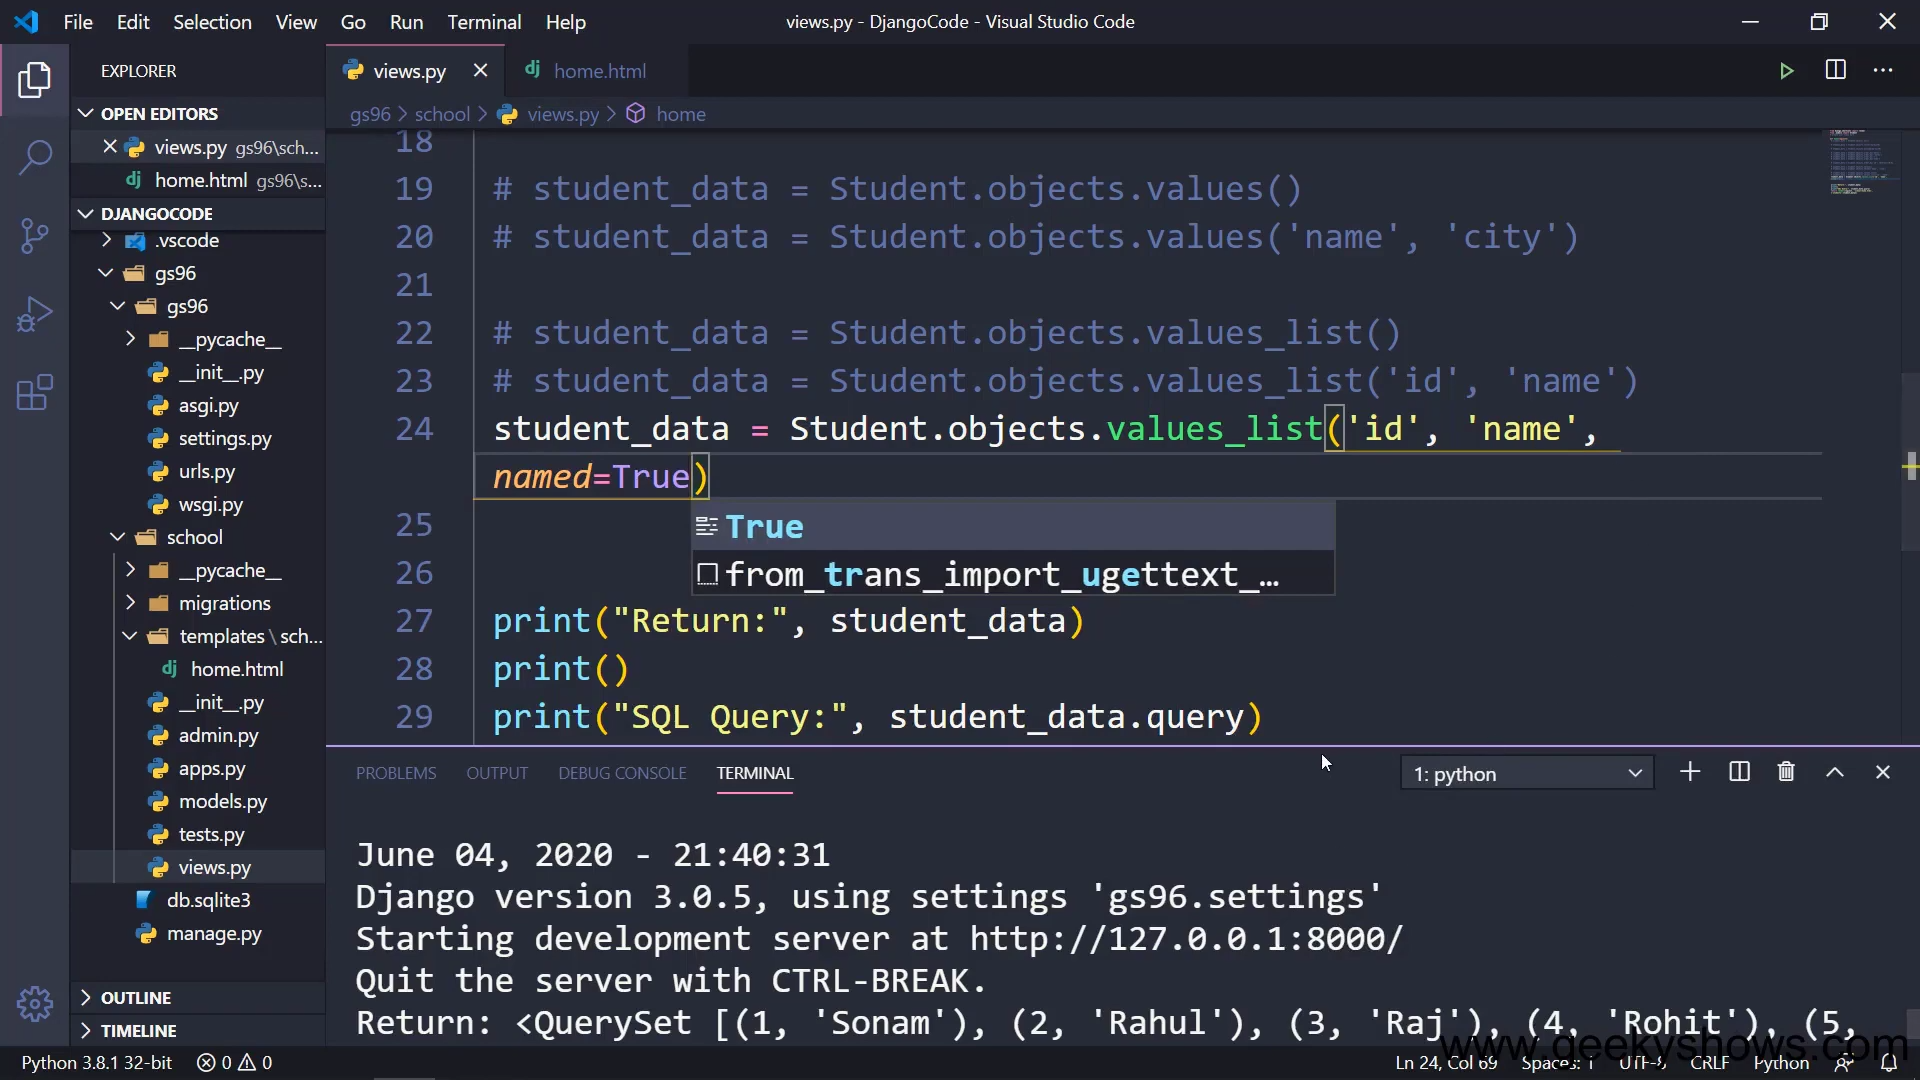 File Edit Selection View Go Run Terminal Help
views.py - DjangoCode - Visual Studio Code
EXPLORER
OPEN EDITORS
views.py gs96\sch...
home.html gs96\s...
DJANGOCODE
.vscode
gs96
gs96
__pycache__
__init__.py
asgi.py
settings.py
urls.py
wsgi.py
school
__pycache__
migrations
templates\sch...
home.html
__init__.py
admin.py
apps.py
models.py
tests.py
views.py
db.sqlite3
manage.py
OUTLINE
TIMELINE
views.py
home.html
gs96 > school > views.py > home
18
19 # student_data = Student.objects.values()
20 # student_data = Student.objects.values('name', 'city')
21
22 # student_data = Student.objects.values_list()
23 # student_data = Student.objects.values_list('id', 'name')
24 student_data = Student.objects.values_list('id', 'name',
named=True)
True
from_trans_import_ugettext_...
25
26
27 print("Return:", student_data)
28 print()
29 print("SQL Query:", student_data.query)
PROBLEMS OUTPUT DEBUG CONSOLE TERMINAL
1: python
June 04, 2020 - 21:40:31
Django version 3.0.5, using settings 'gs96.settings'
Starting development server at http://127.0.0.1:8000/
Quit the server with CTRL-BREAK.
Return: <QuerySet [(1, 'Sonam'), (2, 'Rahul'), (3, 'Raj'), (4, 'Rohit'), (5,
www.geekyshows.com
Python 3.8.1 32-bit 0 0
Ln 24, Col 69 Spaces: 1 UTF-8 CRLF Python